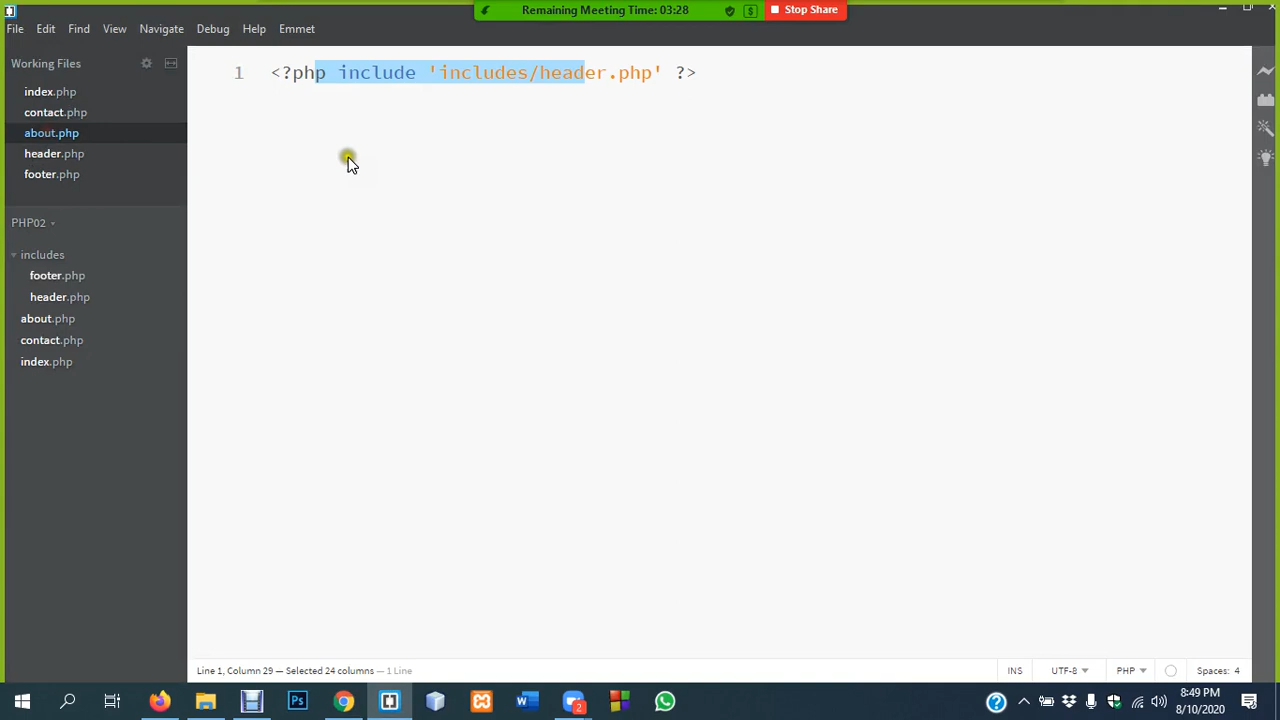 Remaining Meeting Time: 03:28
$
Stop Share
File Edit Find View Navigate Debug Help Emmet
Working Files
index.php
contact.php
about.php
header.php
footer.php
PHP02
includes
footer.php
header.php
about.php
contact.php
index.php
1 <?php include 'includes/header.php' ?>
Line 1, Column 29 — Selected 24 columns — 1 Line
INS UTF-8 PHP Spaces: 4
Ps
W
2
?
8:49 PM
8/10/2020